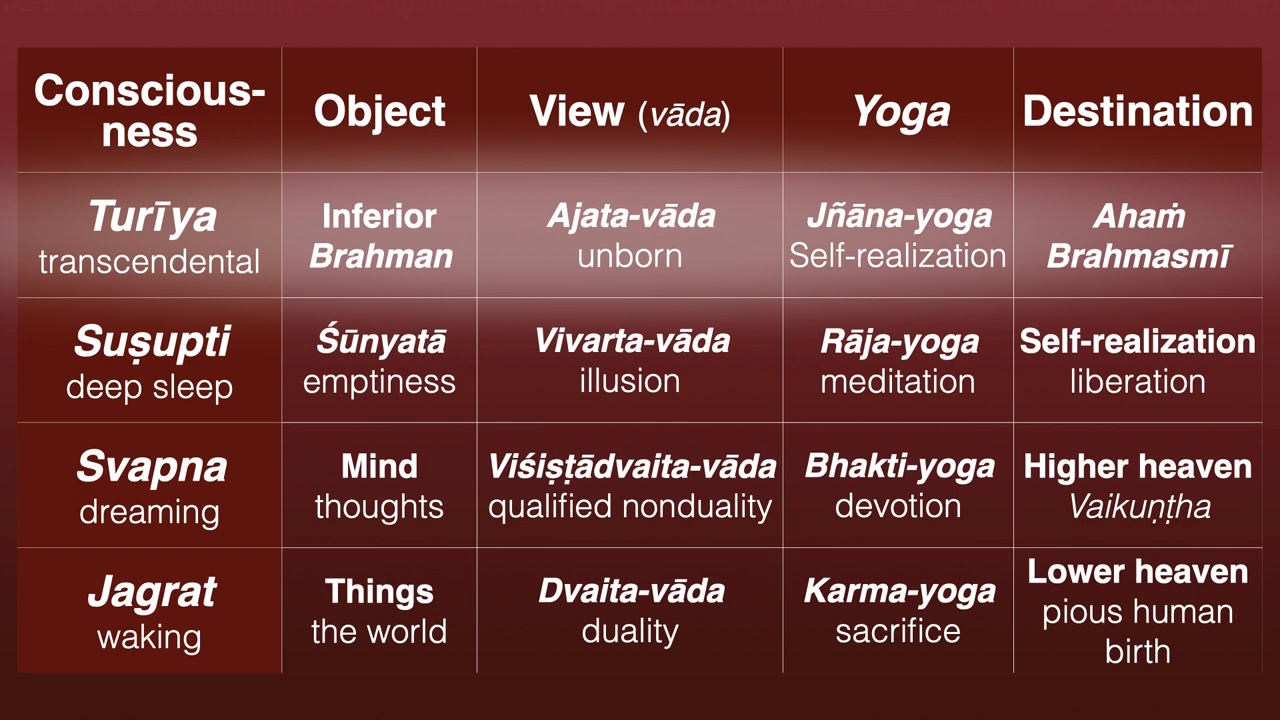 Conscious-
ness
Object
View (vāda)
Yoga
Destination
Turīya
transcendental
Inferior
Brahman
Ajata-vāda
unborn
Jñāna-yoga
Self-realization
Ahaṁ
Brahmasmī
Suṣupti
deep sleep
Śūnyatā
emptiness
Vivarta-vāda
illusion
Rāja-yoga
meditation
Self-realization
liberation
Svapna
dreaming
Mind
thoughts
Viśiṣṭādvaita-vāda
qualified nonduality
Bhakti-yoga
devotion
Higher heaven
Vaikuṇṭha
Jagrat
waking
Things
the world
Dvaita-vāda
duality
Karma-yoga
sacrifice
Lower heaven
pious human
birth